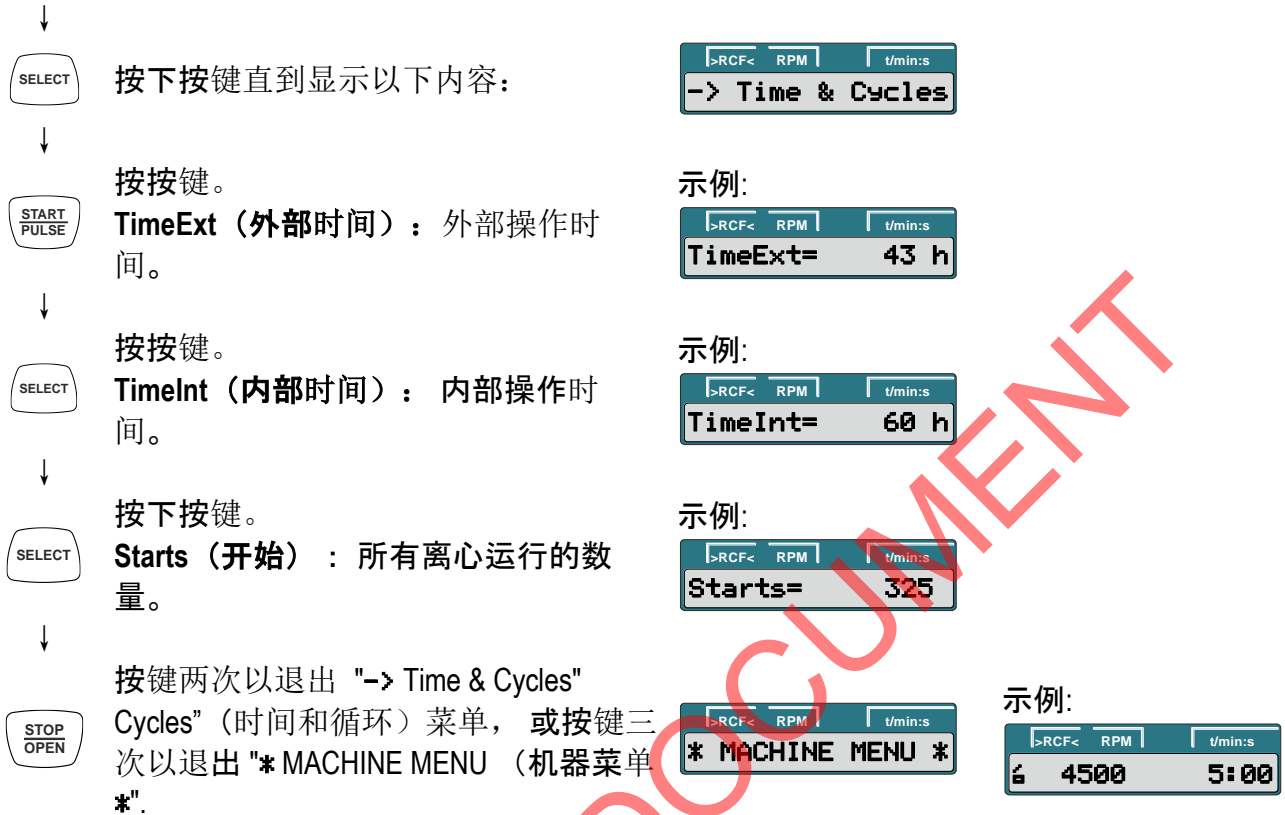 ↓
SELECT
按下按键直到显示以下内容：
>RCF< RPM t/min:s
-> Time & Cycles
↓
START
PULSE
按按键。
TimeExt（外部时间）：外部操作时
间。
示例:
>RCF< RPM t/min:s
TimeExt= 43 h
↓
SELECT
按按键。
TimeInt（内部时间）： 内部操作时
间。
示例:
>RCF< RPM t/min:s
TimeInt= 60 h
↓
SELECT
按下按键。
Starts（开始）：所有离心运行的数
量。
示例:
>RCF< RPM t/min:s
Starts= 325
↓
STOP
OPEN
按键两次以退出 "-> Time & Cycles"
Cycles”（时间和循环）菜单， 或按键三
次以退出 "* MACHINE MENU （机器菜单
*".
>RCF< RPM t/min:s
* MACHINE MENU *
示例:
>RCF< RPM t/min:s
4500 5:00
DOCUMENT